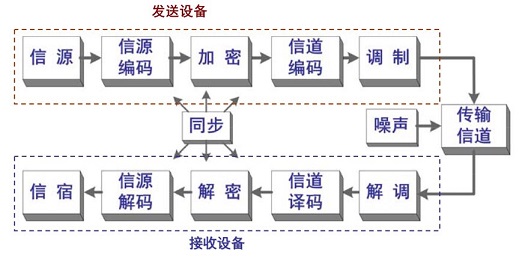 发送设备
信 源
信源
编码
加 密
信道
编码
调 制
同步
噪声
传输
信道
信 宿
信源
解码
解 密
信道
译码
解 调
接收设备